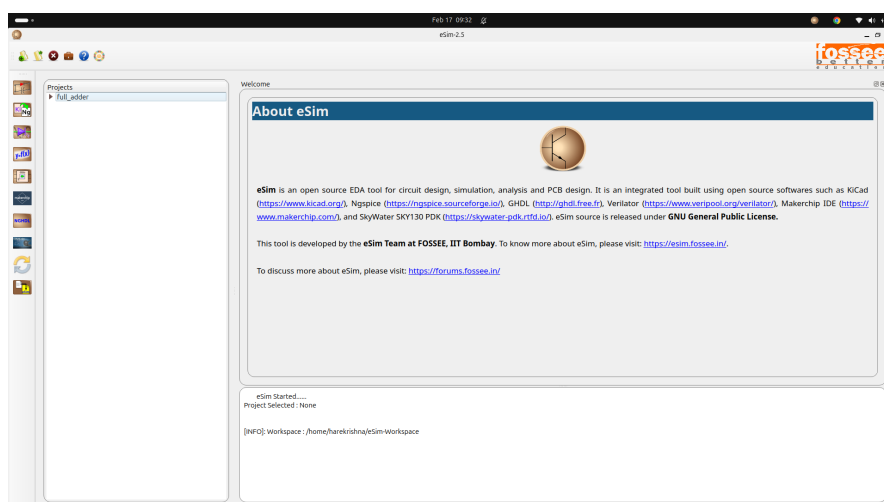 Feb 17 09:32
eSim-2.5
fossee
better
education
Projects
full_adder
Welcome
About eSim
eSim is an open source EDA tool for circuit design, simulation, analysis and PCB design. It is an integrated tool built using open source softwares such as KiCad
(https://www.kicad.org/), Ngspice (https://ngspice.sourceforge.io/), GHDL (http://ghdl.free.fr), Verilator (https://www.veripool.org/verilator/), Makerchip IDE (https://
www.makerchip.com/), and SkyWater SKY130 PDK (https://skywater-pdk.rtfd.io/). eSim source is released under GNU General Public License.
This tool is developed by the eSim Team at FOSSEE, IIT Bombay. To know more about eSim, please visit: https://esim.fossee.in/.
To discuss more about eSim, please visit: https://forums.fossee.in/
Ng
y=f(x)
makerchip
NGHDL
eSim Started......
Project Selected : None
[INFO]: Workspace : /home/harekrishna/eSim-Workspace